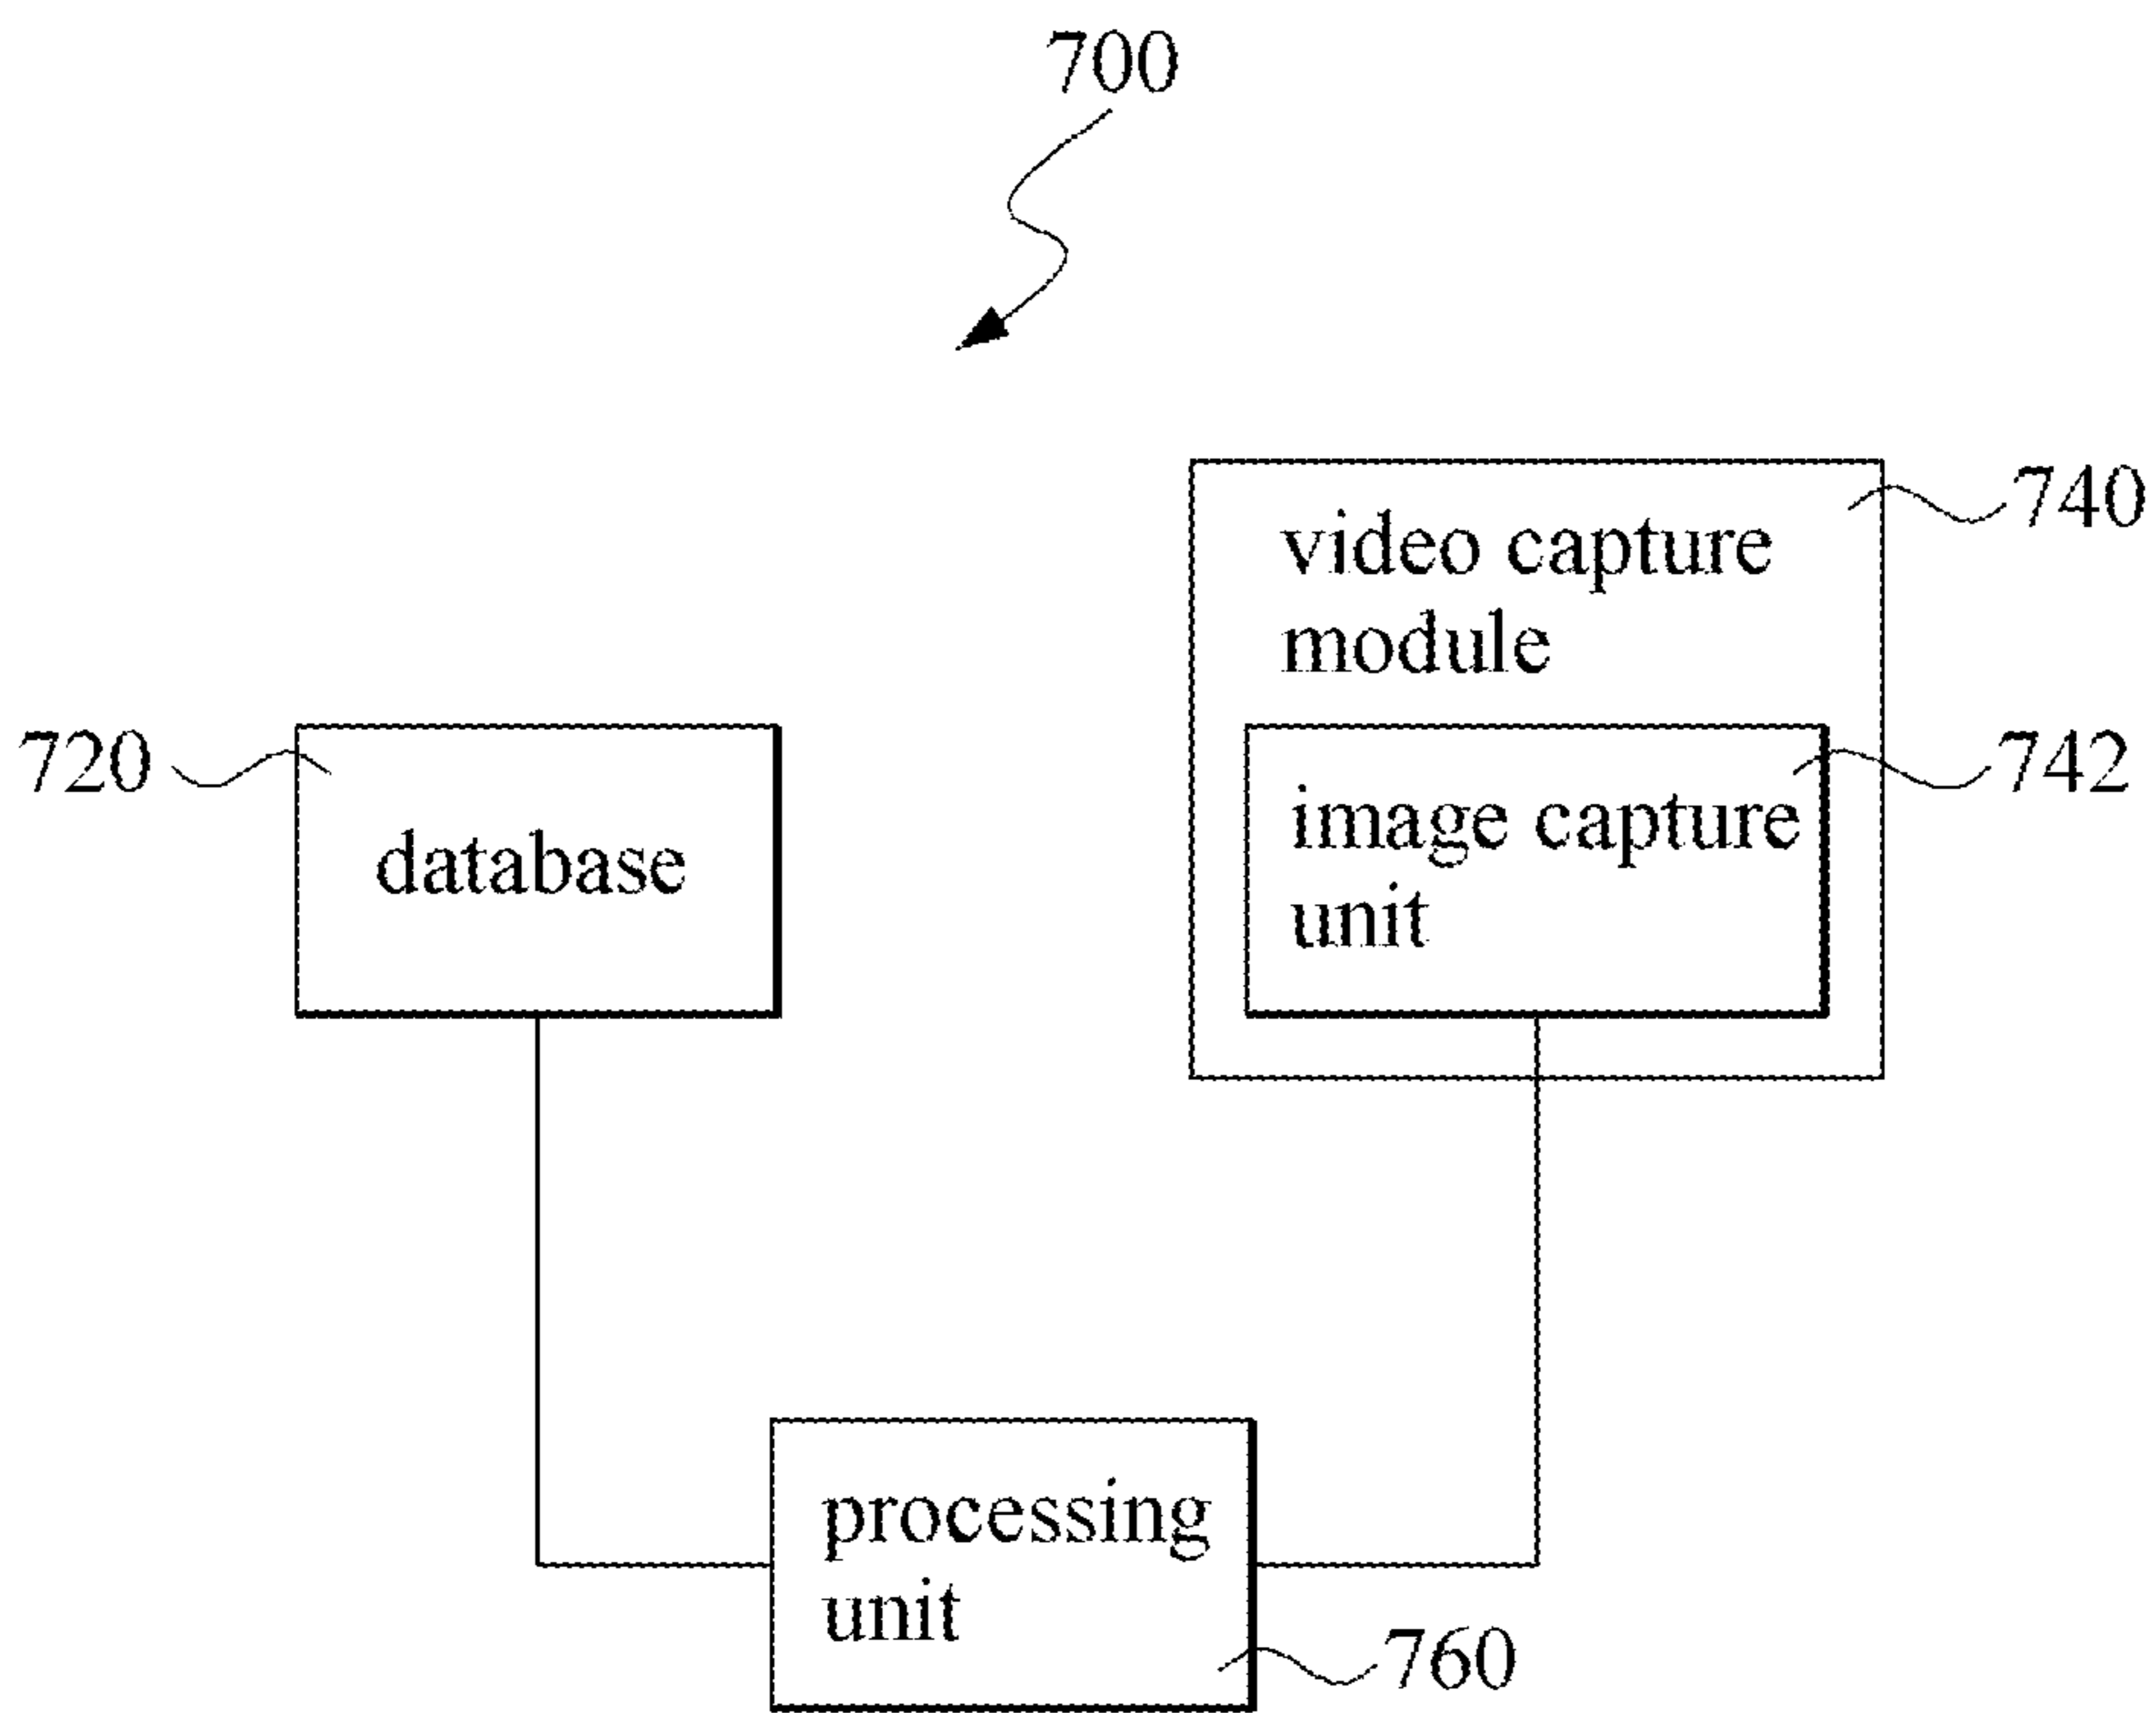 700
740
video capture
module
720
742
image capture
unit
database
processing
unit
760